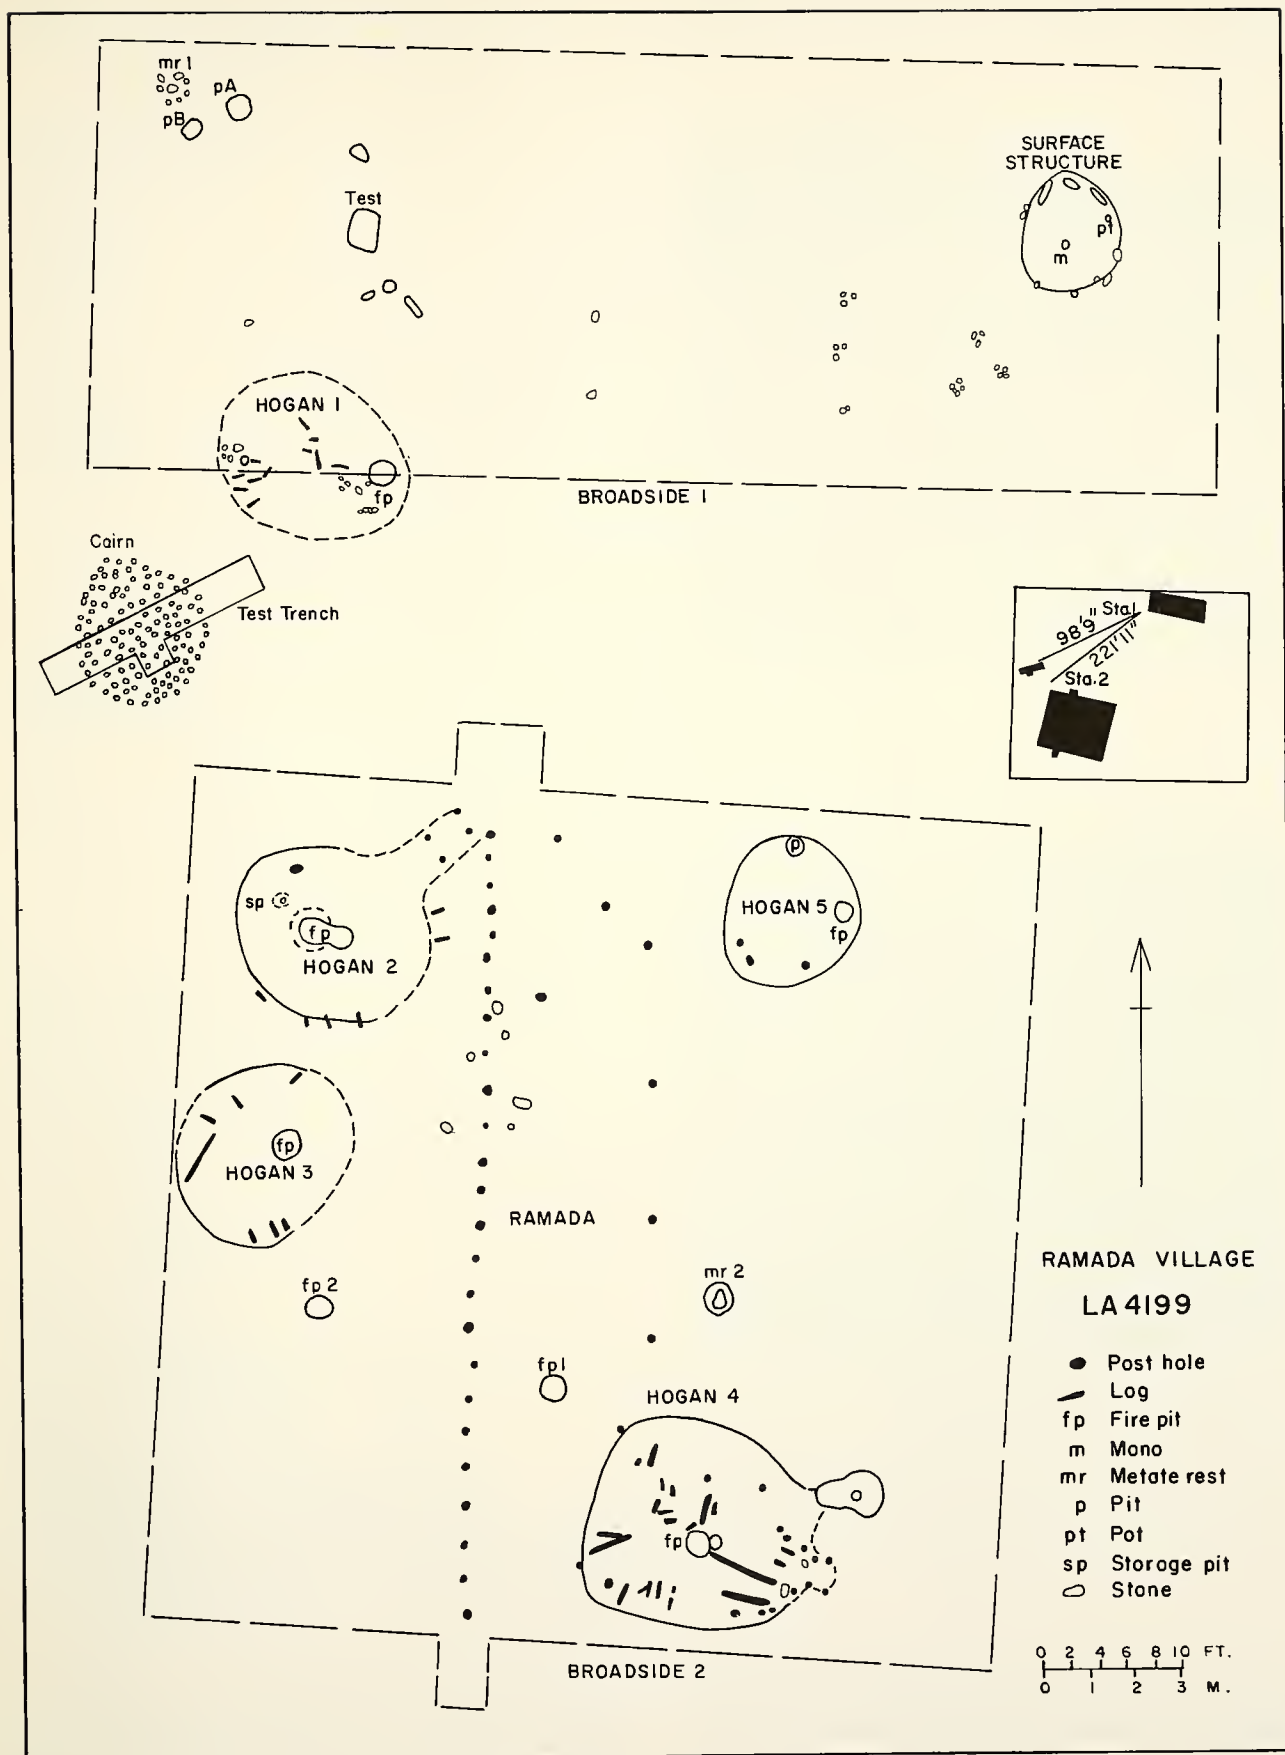 mr 1
pA
pB
Test
SURFACE
STRUCTURE
pt
m
HOGAN 1
fp
BROADSIDE 1
Cairn
Test Trench
Sta.1
98'9"
221'11"
Sta.2
sp
fp
HOGAN 2
p
HOGAN 5
fp
fp
HOGAN 3
RAMADA
fp 2
mr 2
fp1
HOGAN 4
fp
BROADSIDE 2
RAMADA VILLAGE
LA 4199
Post hole
Log
fp Fire pit
m Mano
mr Metate rest
p Pit
pt Pot
sp Storage pit
Stone
0 2 4 6 8 10 FT.
0 1 2 3 M.